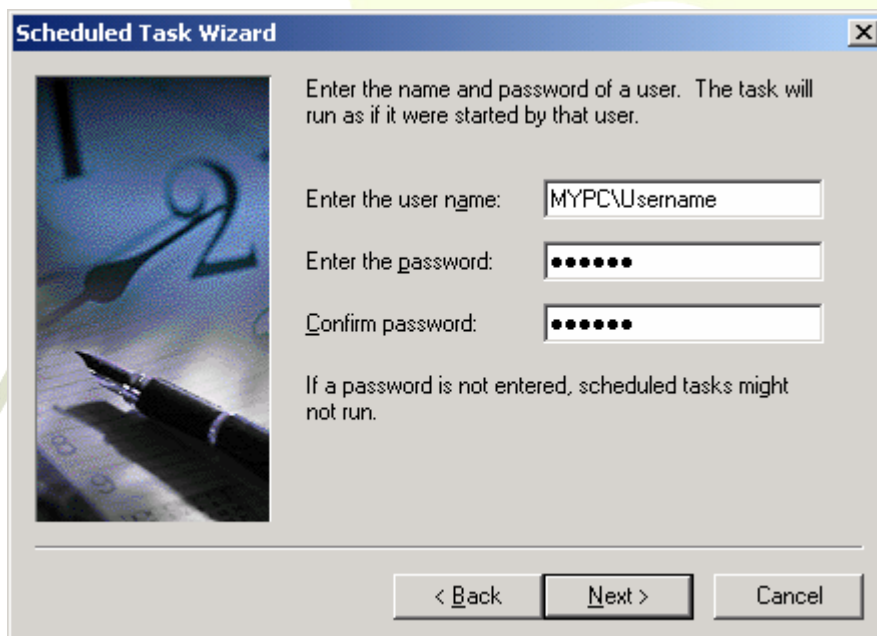 Scheduled Task Wizard
Enter the name and password of a user. The task will
run as if it were started by that user.
Enter the user name: MYPC\Username
Enter the password: ●●●●●●
Confirm password: ●●●●●●
If a password is not entered, scheduled tasks might
not run.
< Back Next > Cancel